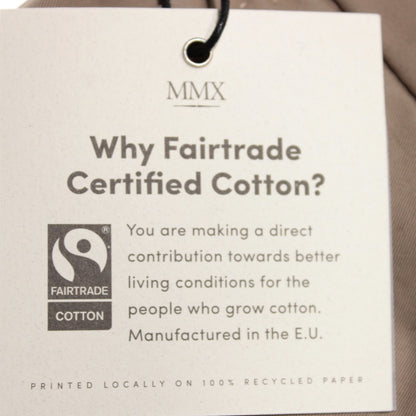 MMX
Why Fairtrade
Certified Cotton?
You are making a direct
contribution towards better
living conditions for the
people who grow cotton.
Manufactured in the E.U.
®
FAIRTRADE
COTTON
PRINTED LOCALLY ON 100% RECYCLED PAPER